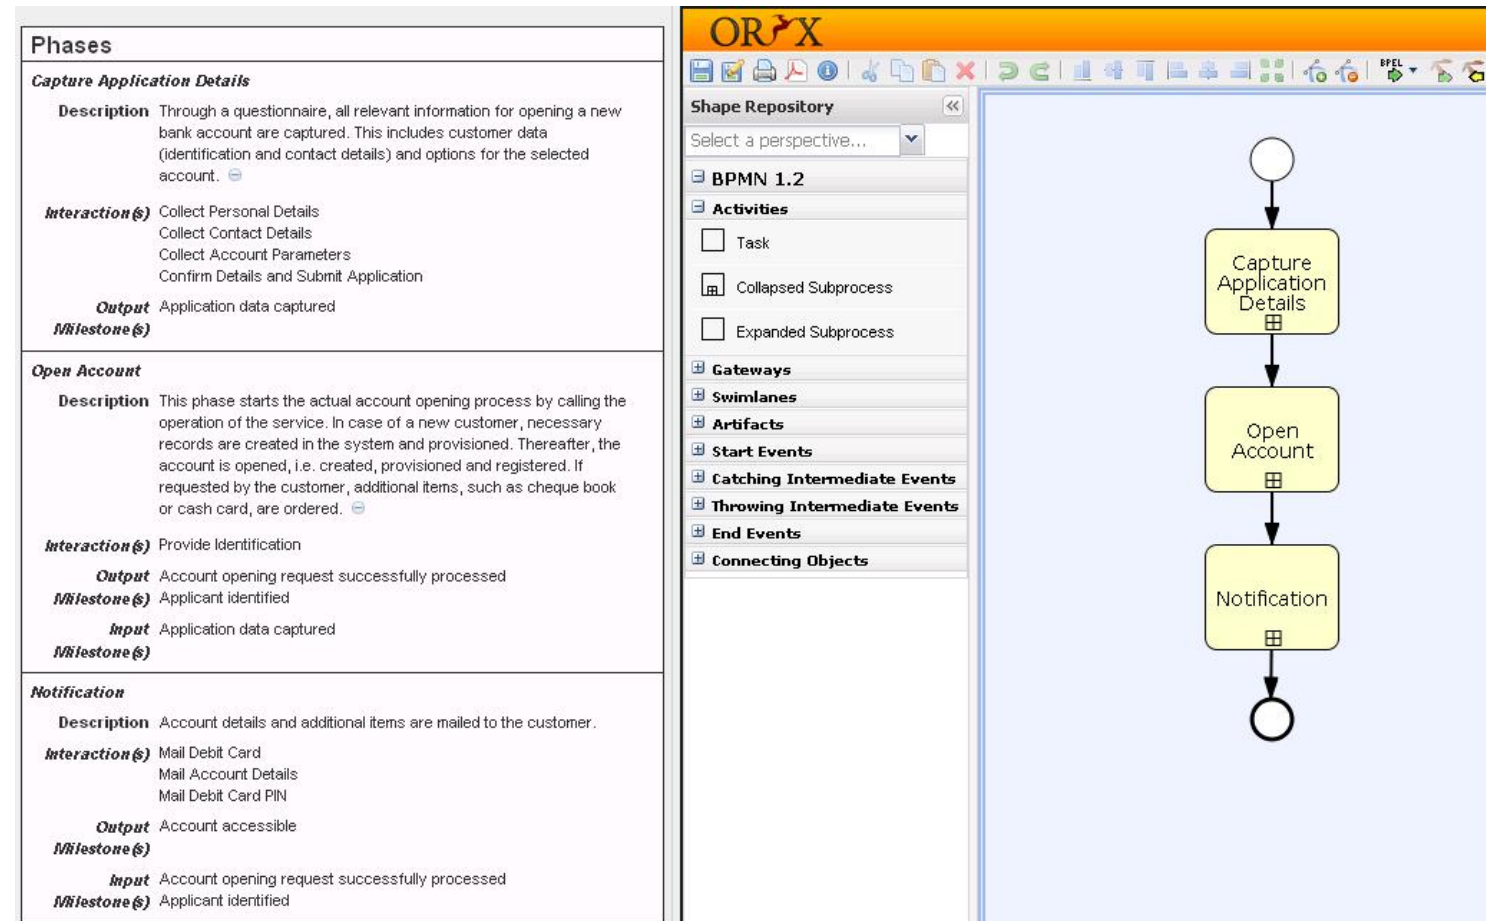 Phases
Capture Application Details
Description Through a questionnaire, all relevant information for opening a new
bank account are captured. This includes customer data
(identification and contact details) and options for the selected
account.
Interaction(s) Collect Personal Details
Collect Contact Details
Collect Account Parameters
Confirm Details and Submit Application
Output Application data captured
Milestone(s)
Open Account
Description This phase starts the actual account opening process by calling the
operation of the service. In case of a new customer, necessary
records are created in the system and provisioned. Thereafter, the
account is opened, i.e. created, provisioned and registered. If
requested by the customer, additional items, such as cheque book
or cash card, are ordered.
Interaction(s) Provide Identification
Output Account opening request successfully processed
Milestone(s) Applicant identified
Input Application data captured
Milestone(s)
Notification
Description Account details and additional items are mailed to the customer.
Interaction(s) Mail Debit Card
Mail Account Details
Mail Debit Card PIN
Output Account accessible
Milestone(s)
Input Account opening request successfully processed
Milestone(s) Applicant identified
ORYX
BPEL
Shape Repository
Select a perspective...
BPMN 1.2
Activities
Task
Collapsed Subprocess
Expanded Subprocess
Gateways
Swimlanes
Artifacts
Start Events
Catching Intermediate Events
Throwing Intermediate Events
End Events
Connecting Objects
Capture
Application
Details
Open
Account
Notification